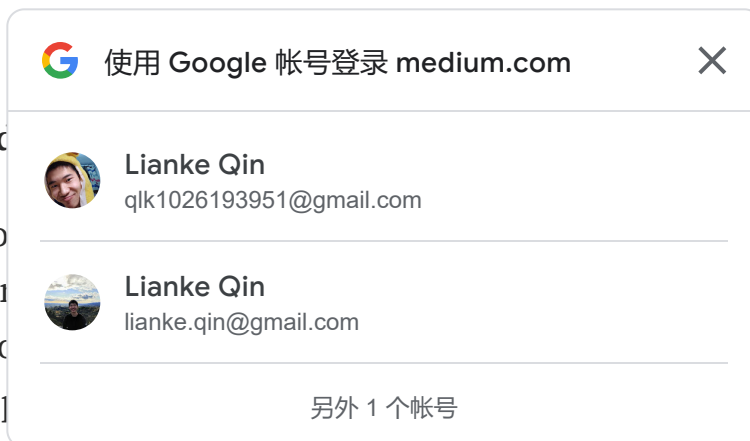 使用 Google 帐号登录 medium.com
Lianke Qin
qlk1026193951@gmail.com
Lianke Qin
lianke.qin@gmail.com
另外 1 个帐号